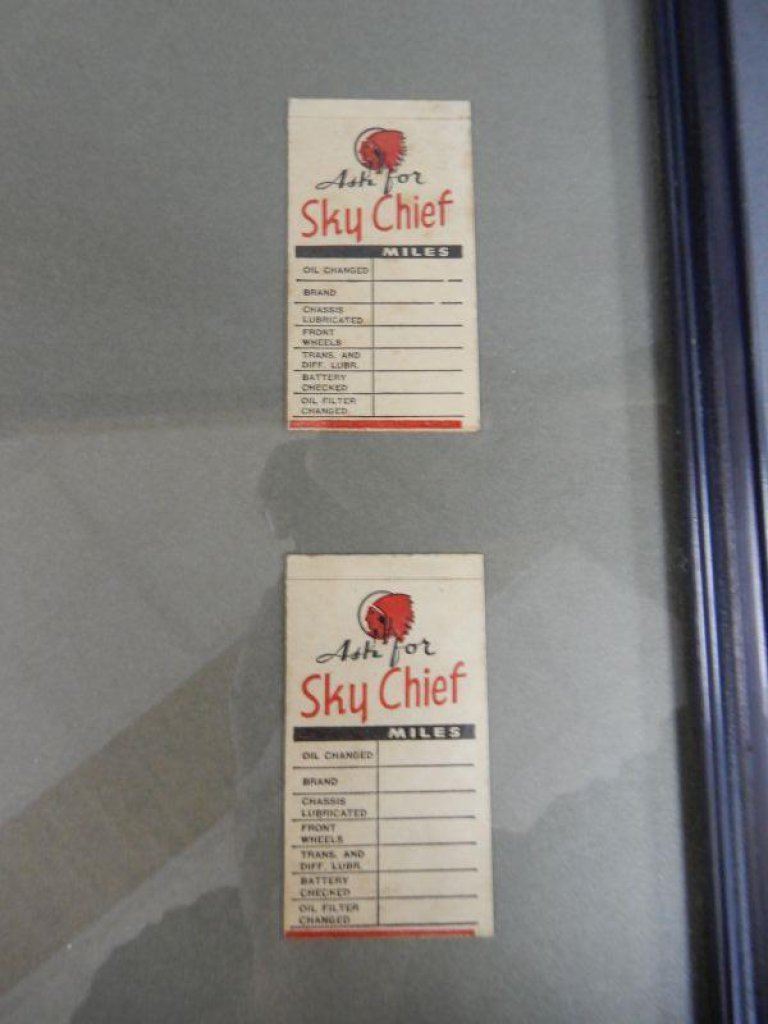 Ask for
Sky Chief
MILES
OIL CHANGED
BRAND
CHASSIS
LUBRICATED
FRONT
WHEELS
TRANS. AND
DIFF. LUBR.
BATTERY
CHECKED
OIL FILTER
CHANGED
Ask for
Sky Chief
MILES
OIL CHANGED
BRAND
CHASSIS
LUBRICATED
FRONT
WHEELS
TRANS. AND
DIFF. LUBR.
BATTERY
CHECKED
OIL FILTER
CHANGED